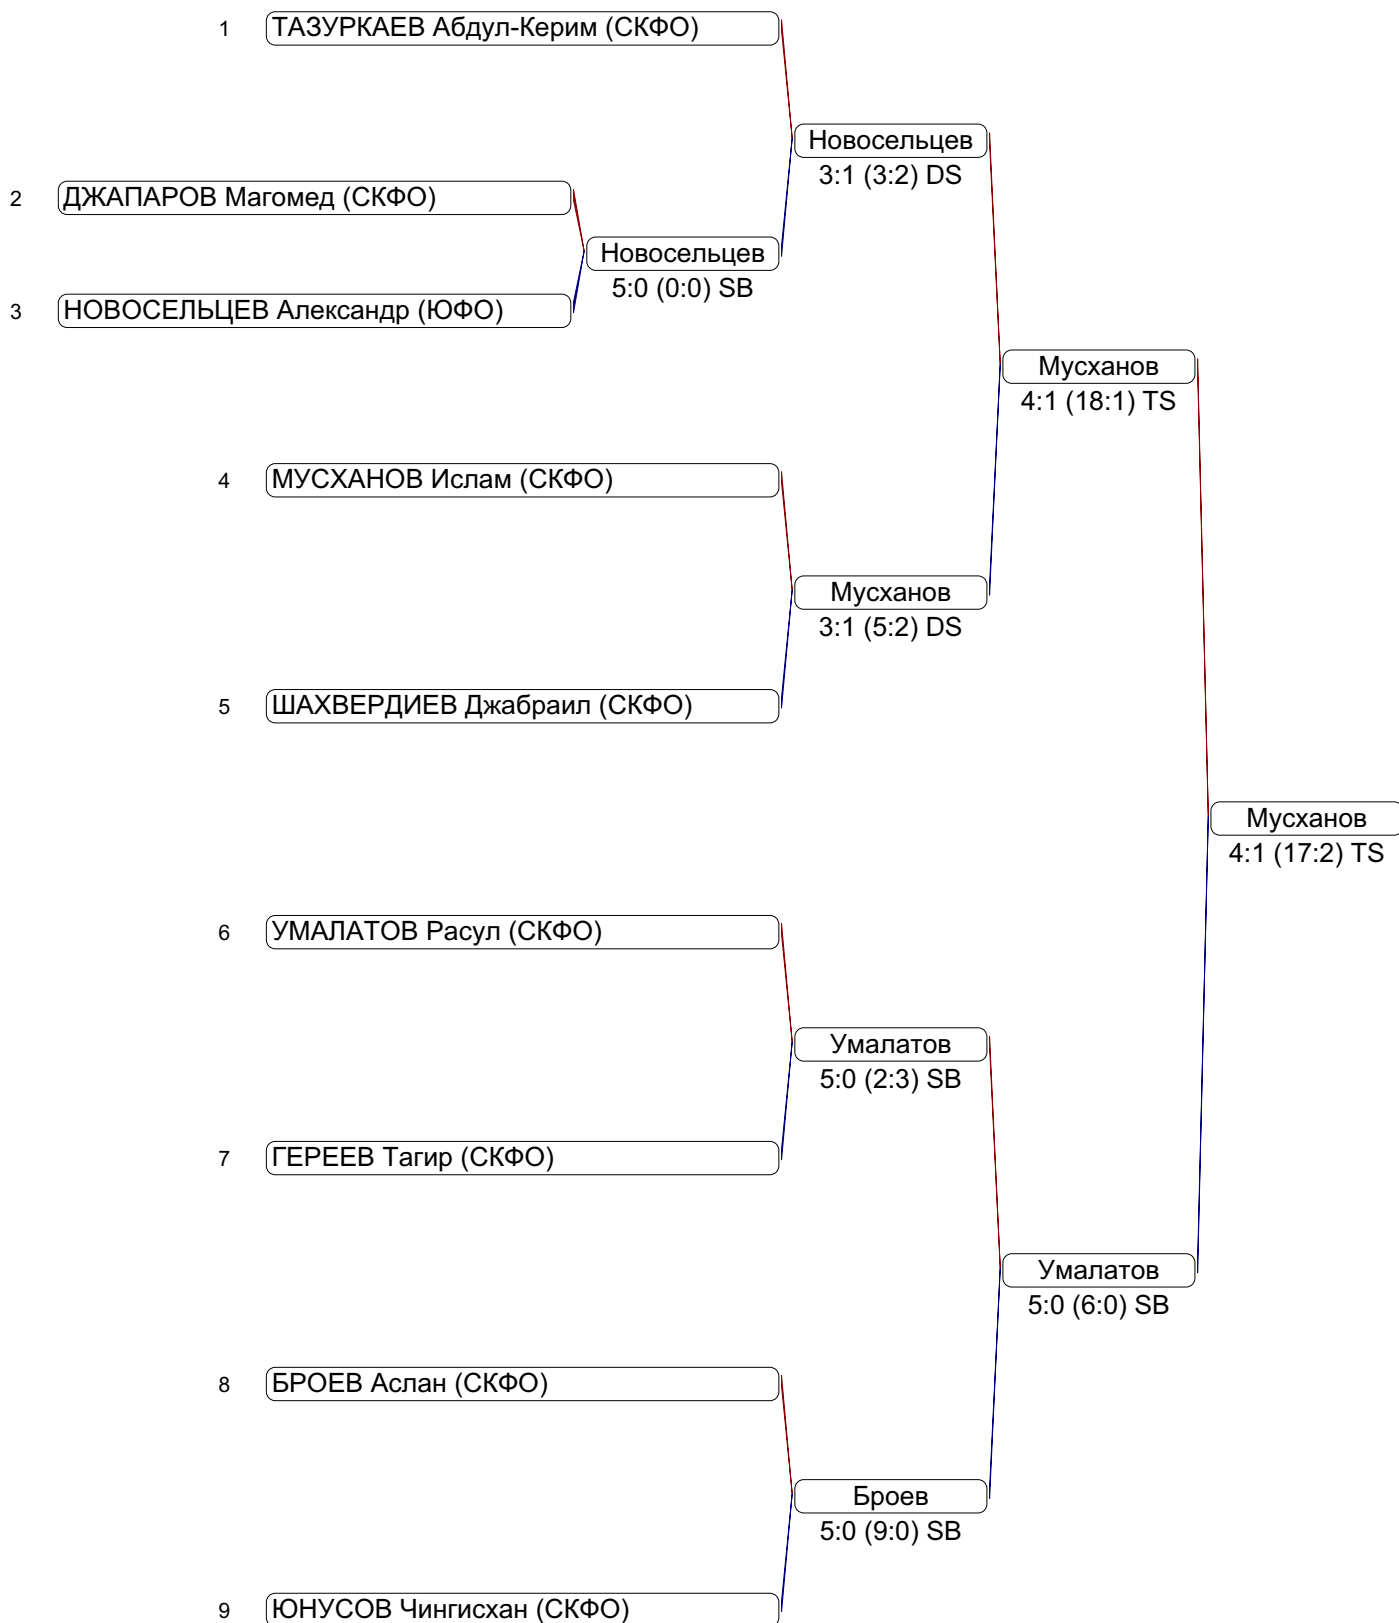 1 ТАЗУРКАЕВ Абдул-Керим (СКФО)
Новосельцев
3:1 (3:2) DS
2 ДЖАПАРОВ Магомед (СКФО)
Новосельцев
5:0 (0:0) SB
3 НОВОСЕЛЬЦЕВ Александр (ЮФО)
Мусханов
4:1 (18:1) TS
4 МУСХАНОВ Ислам (СКФО)
Мусханов
3:1 (5:2) DS
5 ШАХВЕРДИЕВ Джабраил (СКФО)
Мусханов
4:1 (17:2) TS
6 УМАЛАТОВ Расул (СКФО)
Умалатов
5:0 (2:3) SB
7 ГЕРЕЕВ Тагир (СКФО)
Умалатов
5:0 (6:0) SB
8 БРОЕВ Аслан (СКФО)
Броев
5:0 (9:0) SB
9 ЮНУСОВ Чингисхан (СКФО)